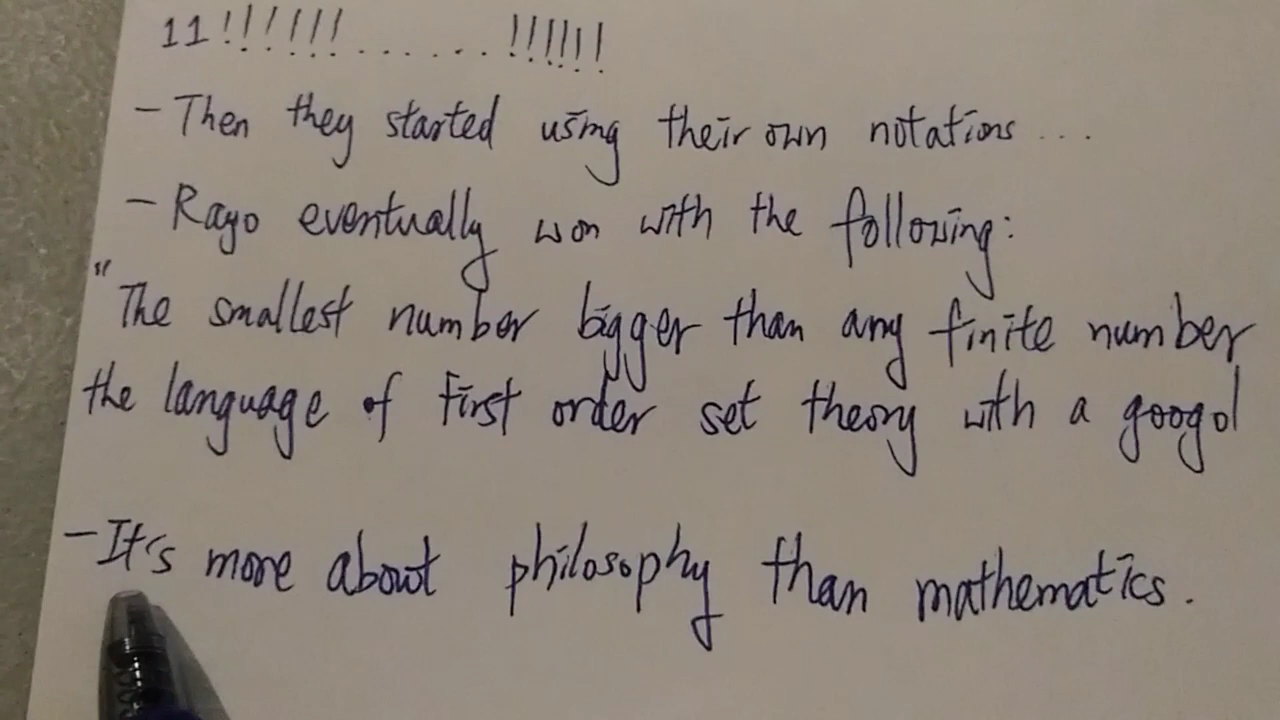 11!!!!!!.......!!!!!!
- Then they started using their own notations ...
- Rayo eventually won with the following:
"The smallest number bigger than any finite number
the language of first order set theory with a googol
- It's more about philosophy than mathematics.